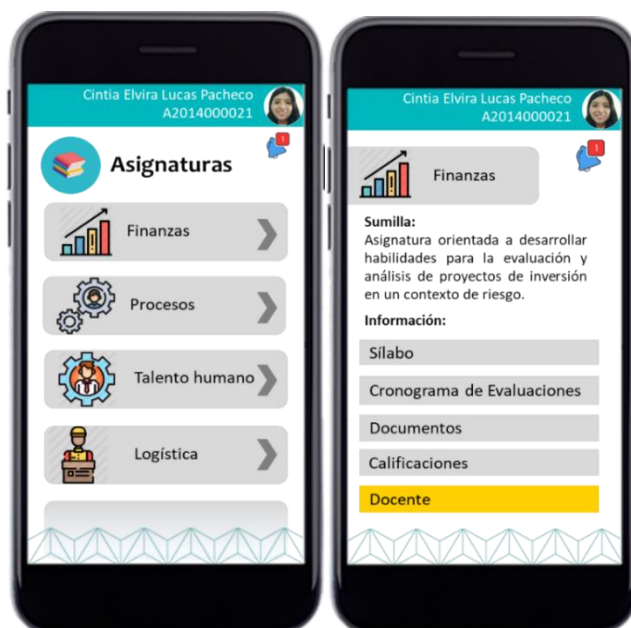 Cintia Elvira Lucas Pacheco
A2014000021
1
Asignaturas
Finanzas
Procesos
Talento humano
Logística
Cintia Elvira Lucas Pacheco
A2014000021
1
Finanzas
Sumilla:
Asignatura orientada a desarrollar
habilidades para la evaluación y
análisis de proyectos de inversión
en un contexto de riesgo.
Información:
Sílabo
Cronograma de Evaluaciones
Documentos
Calificaciones
Docente